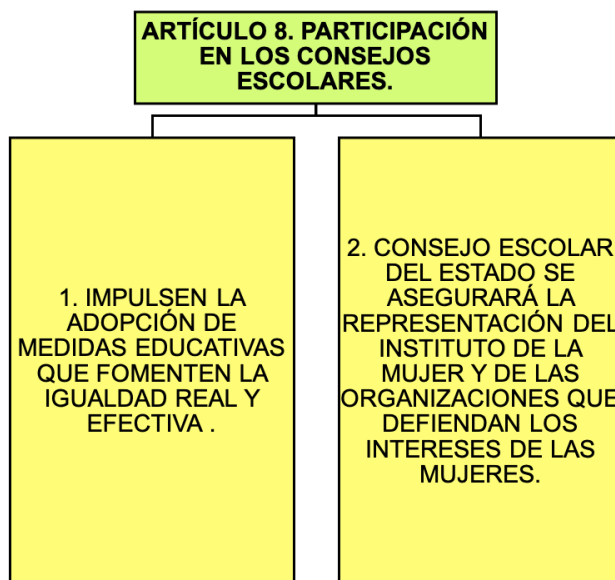 ARTÍCULO 8. PARTICIPACIÓN
EN LOS CONSEJOS
ESCOLARES.
1. IMPULSEN LA
ADOPCIÓN DE
MEDIDAS EDUCATIVAS
QUE FOMENTEN LA
IGUALDAD REAL Y
EFECTIVA .
2. CONSEJO ESCOLAR
DEL ESTADO SE
ASEGURARÁ LA
REPRESENTACIÓN DEL
INSTITUTO DE LA
MUJER Y DE LAS
ORGANIZACIONES QUE
DEFIENDAN LOS
INTERESES DE LAS
MUJERES.